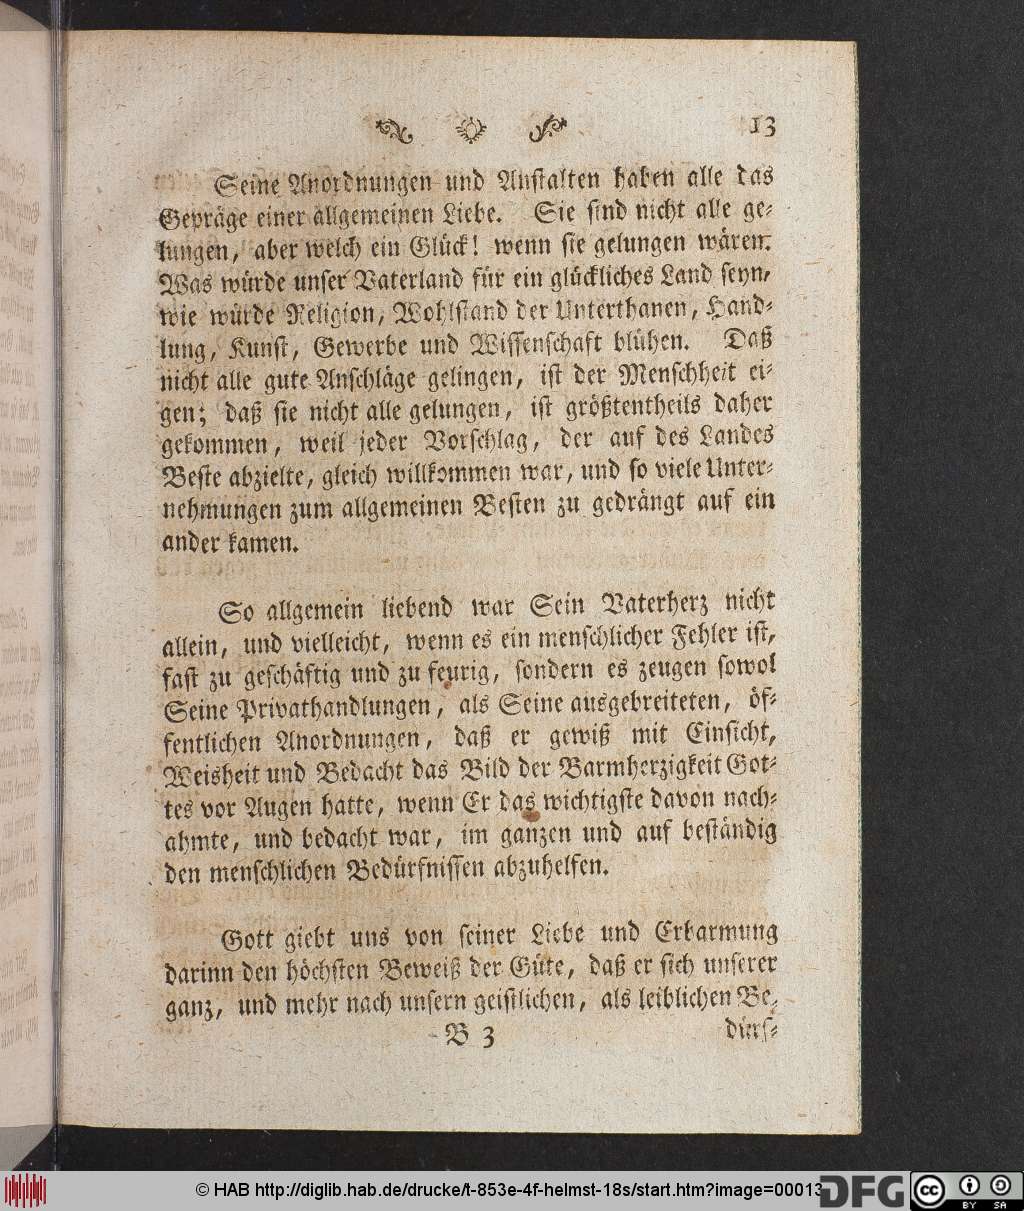 13
Seine Anordnungen und Anstalten haben alle das
Gepräge einer allgemeinen Liebe. Sie sind nicht alle ge-
lungen, aber welch ein Glück! wenn sie gelungen wären.
Was würde unser Vaterland für ein glückliches Land seyn,
wie würde Religion, Wohlstand der Unterthanen, Hand-
lung, Kunst, Gewerbe und Wissenschaft blühen. Daß
nicht alle gute Anschläge gelingen, ist der Menschheit ei-
gen; daß sie nicht alle gelungen, ist größtentheils daher
gekommen, weil jeder Vorschlag, der auf des Landes
Beste abzielte, gleich willkommen war, und so viele Unter-
nehmungen zum allgemeinen Besten zu gedrängt auf ein
ander kamen.
So allgemein liebend war Sein Vaterherz nicht
allein, und vielleicht, wenn es ein menschlicher Fehler ist,
fast zu geschäftig und zu feurig, sondern es zeugen sowol
Seine Privathandlungen, als Seine ausgebreiteten, öf-
fentlichen Anordnungen, daß er gewiß mit Einsicht,
Weisheit und Bedacht das Bild der Barmherzigkeit Got-
tes vor Augen hatte, wenn Er das wichtigste davon nach-
ahmte, und bedacht war, im ganzen und auf beständig
den menschlichen Bedürfnissen abzuhelfen.
Gott giebt uns von seiner Liebe und Erbarmung
darinn den höchsten Beweiß der Güte, daß er sich unserer
ganz, und mehr nach unsern geistlichen, als leiblichen Be-
B 3 dürf-
© HAB http://diglib.hab.de/drucke/t-853e-4f-helmst-18s/start.htm?image=00013
DFG
cc BY SA